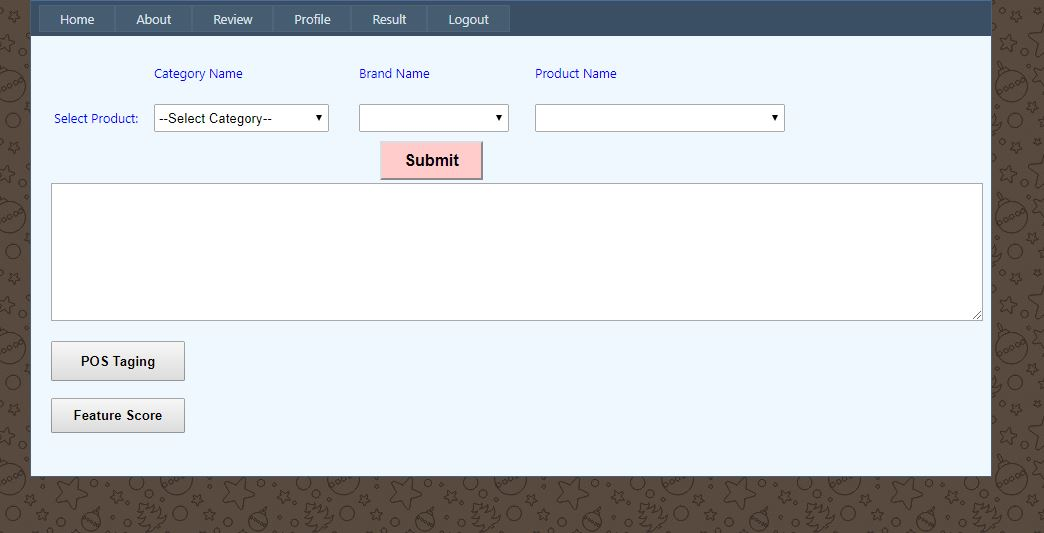 Home About Review Profile Result Logout
Category Name Brand Name Product Name
Select Product: --Select Category--
Submit
POS Taging
Feature Score